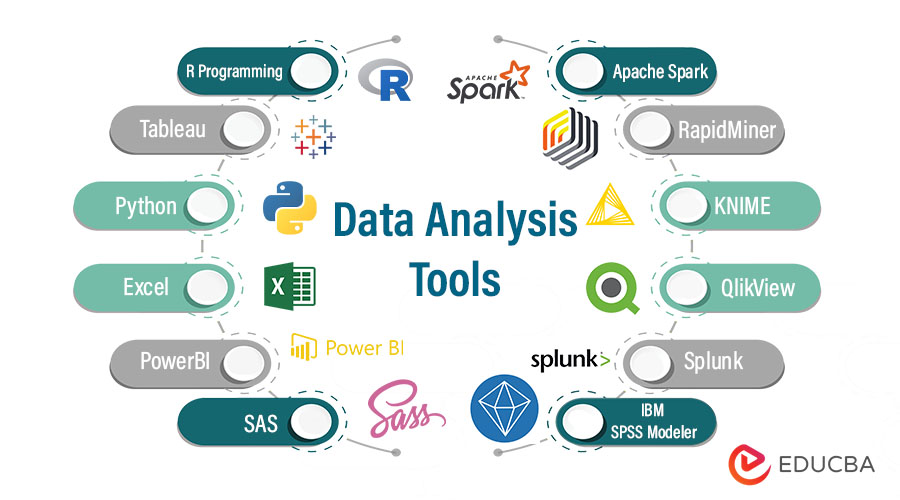 R Programming
R
APACHE
Spark™
Apache Spark
Tableau
RapidMiner
Python
KNIME
Data Analysis
Tools
Excel
X
QlikView
PowerBI
Power BI
splunk>
Splunk
SAS
Sass
IBM
SPSS Modeler
EDUCBA